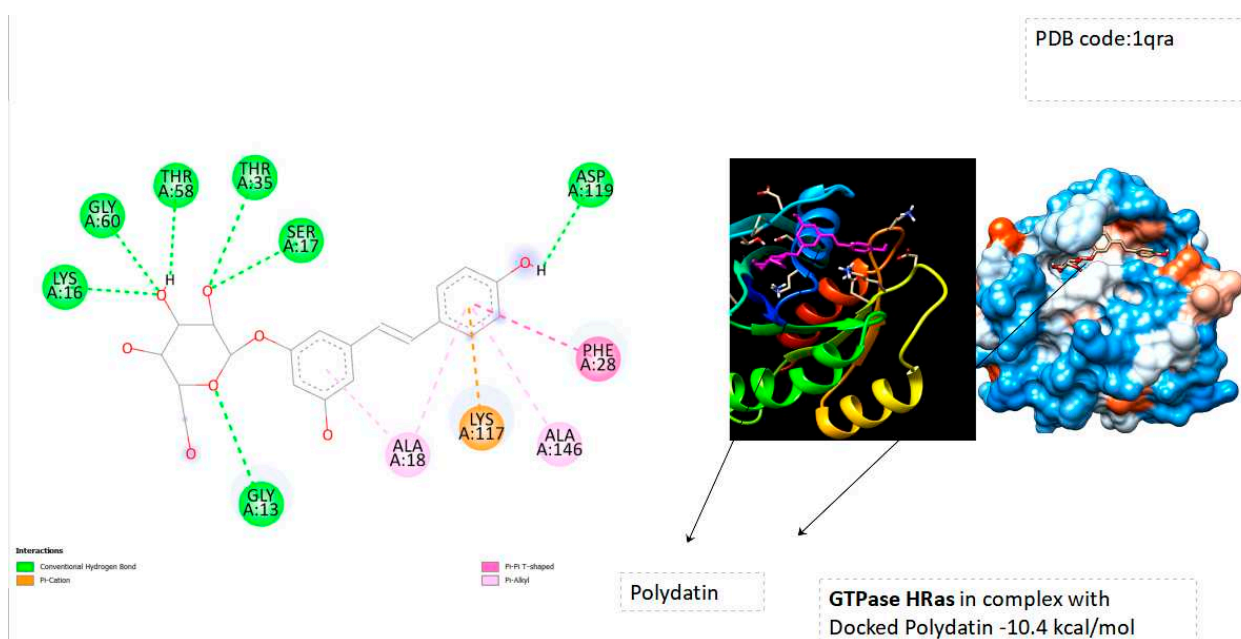 PDB code:1qra
THR
A:58
THR
A:35
ASP
A:119
GLY
A:60
SER
A:17
LYS
A:16
H
O
O
H
O
O
O
O
O
O
PHE
A:28
LYS
A:117
ALA
A:18
ALA
A:146
GLY
A:13
Interactions
Conventional Hydrogen Bond
Pi-Cation
Pi-Pi T-shaped
Pi-Alkyl
Polydatin
GTPase HRas in complex with
Docked Polydatin -10.4 kcal/mol